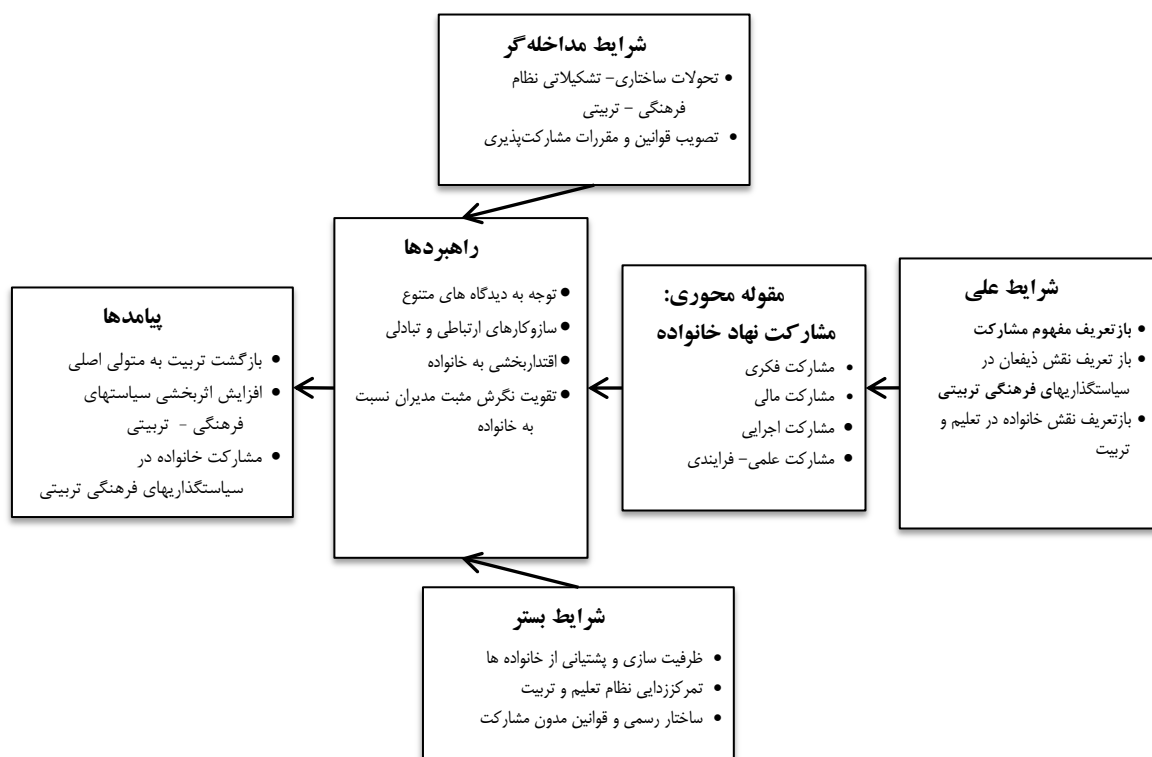 شرایط مداخله‌گر
• تحولات ساختاری- تشکیلاتی نظام
فرهنگی - تربیتی
• تصویب قوانین و مقررات مشارکت‌پذیری
شرایط علی
• بازتعریف مفهوم مشارکت
• باز تعریف نقش ذیفعان در
سیاستگذاریهای فرهنگی تربیتی
• بازتعریف نقش خانواده در تعلیم و
تربیت
مقوله محوری:
مشارکت نهاد خانواده
• مشارکت فکری
• مشارکت مالی
• مشارکت اجرایی
• مشارکت علمی- فرایندی
راهبردها
• توجه به دیدگاه های متنوع
• سازوکارهای ارتباطی و تبادلی
• اقتداربخشی به خانواده
• تقویت نگرش مثبت مدیران نسبت
به خانواده
پیامدها
• بازگشت تربیت به متولی اصلی
• افزایش اثربخشی سیاستهای
فرهنگی - تربیتی
• مشارکت خانواده در
سیاستگذاریهای فرهنگی تربیتی
شرایط بستر
• ظرفیت سازی و پشتیانی از خانواده ها
• تمرکززدایی نظام تعلیم و تربیت
• ساختار رسمی و قوانین مدون مشارکت